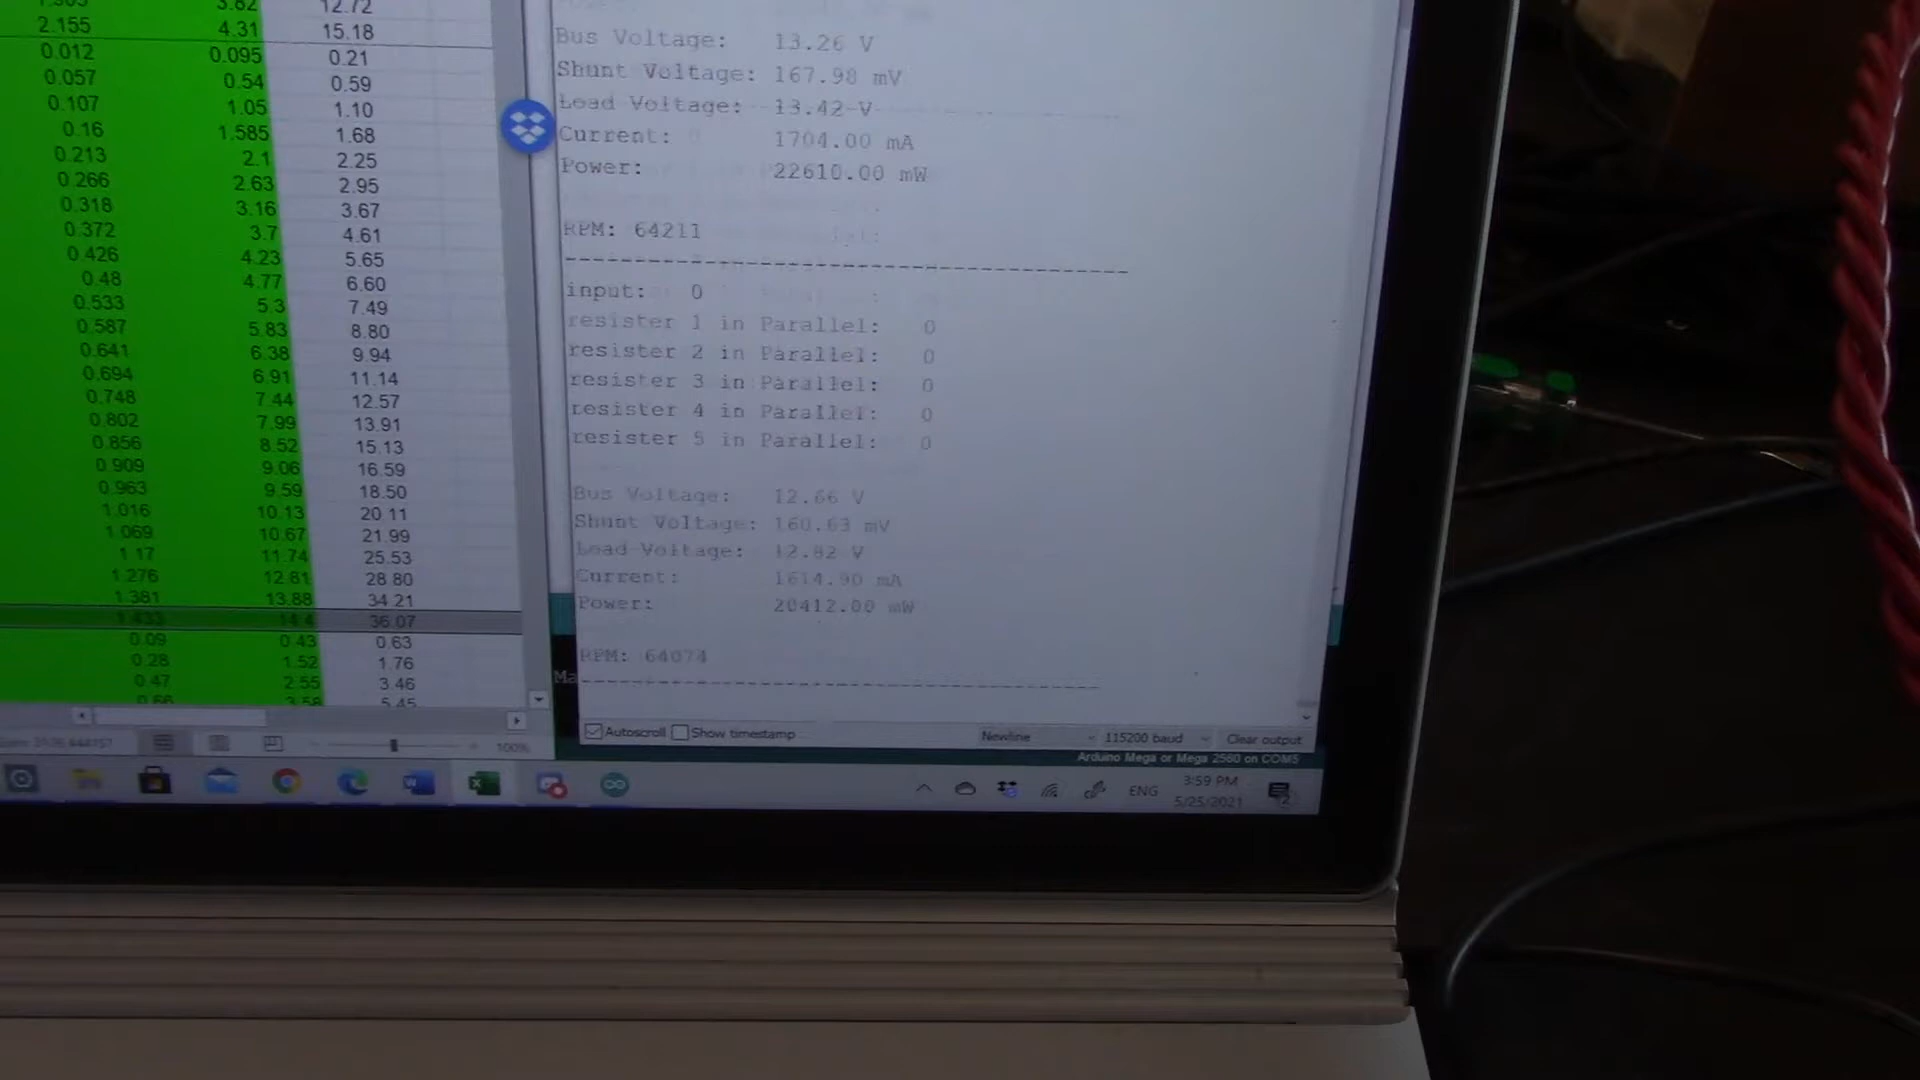 3.82 12.72
2.155 4.31 15.18
0.012 0.095 0.21
0.057 0.54 0.59
0.107 1.05 1.10
0.16 1.585 1.68
0.213 2.1 2.25
0.266 2.63 2.95
0.318 3.16 3.67
0.372 3.7 4.61
0.426 4.23 5.65
0.48 4.77 6.60
0.533 5.3 7.49
0.587 5.83 8.80
0.641 6.38 9.94
0.694 6.91 11.14
0.748 7.44 12.57
0.802 7.99 13.91
0.856 8.52 15.13
0.909 9.06 16.59
0.963 9.59 18.50
1.016 10.13 20.11
1.069 10.67 21.99
1.17 11.74 25.53
1.276 12.81 28.80
1.381 13.88 34.21
1.433 14.4 36.07
0.09 0.43 0.63
0.28 1.52 1.76
0.47 2.55 3.46
0.66 3.58 5.45
100%
Bus Voltage: 13.26 V
Shunt Voltage: 167.98 mV
Load Voltage: 13.42 V
Current: 1704.00 mA
Power: 22610.00 mW
RPM: 64211
--------------------------------------------
input: 0
resister 1 in Parallel: 0
resister 2 in Parallel: 0
resister 3 in Parallel: 0
resister 4 in Parallel: 0
resister 5 in Parallel: 0
Bus Voltage: 12.66 V
Shunt Voltage: 160.63 mV
Load Voltage: 12.82 V
Current: 1614.90 mA
Power: 20412.00 mW
RPM: 64074
--------------------------------------------
Ma
Autoscroll Show timestamp Newline 115200 baud Clear output
Arduino Mega or Mega 2560 on COM5
ENG 3:59 PM
5/25/2021